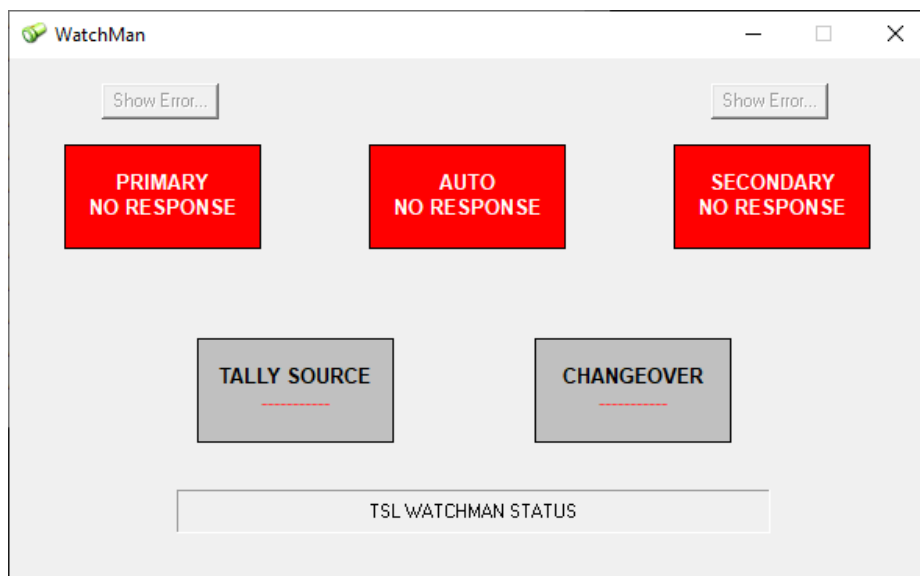 WatchMan
Show Error...
Show Error...
PRIMARY
NO RESPONSE
AUTO
NO RESPONSE
SECONDARY
NO RESPONSE
TALLY SOURCE
-----------
CHANGEOVER
-----------
TSL WATCHMAN STATUS